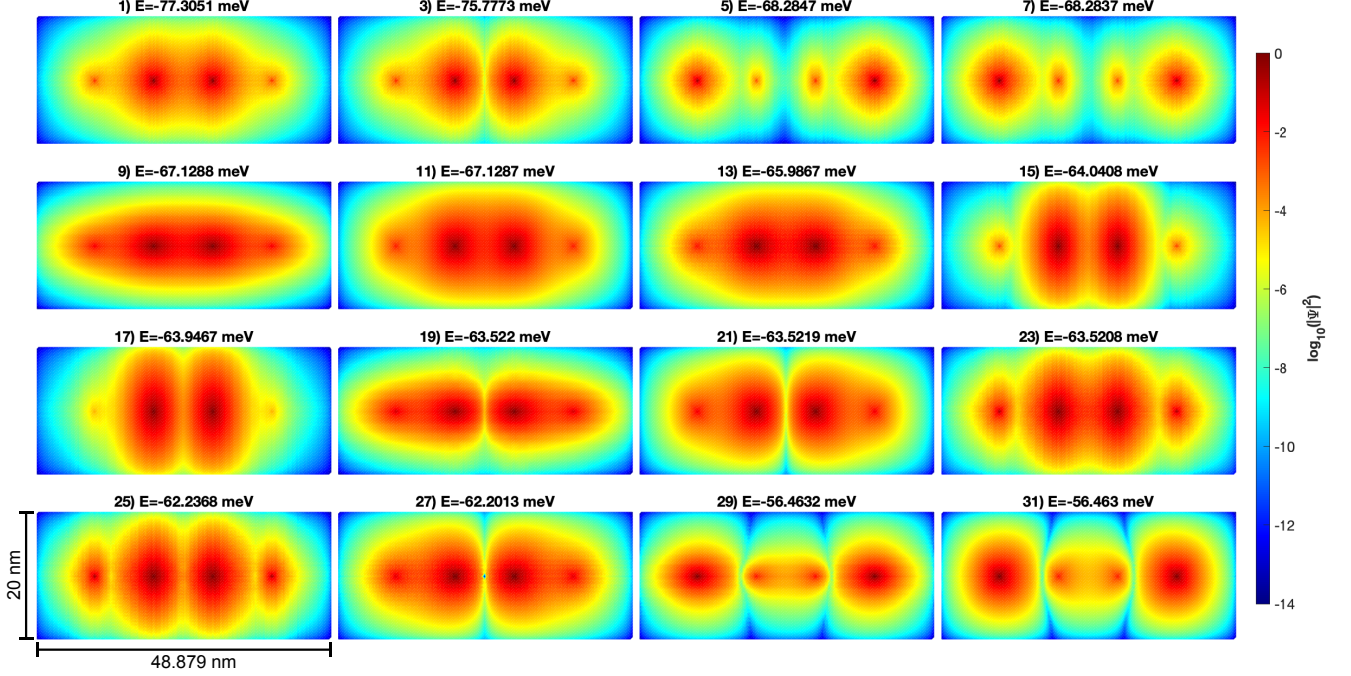 1) E=-77.3051 meV
3) E=-75.7773 meV
5) E=-68.2847 meV
7) E=-68.2837 meV
9) E=-67.1288 meV
11) E=-67.1287 meV
13) E=-65.9867 meV
15) E=-64.0408 meV
17) E=-63.9467 meV
19) E=-63.522 meV
21) E=-63.5219 meV
23) E=-63.5208 meV
25) E=-62.2368 meV
27) E=-62.2013 meV
29) E=-56.4632 meV
31) E=-56.463 meV
20 nm
48.879 nm
0
-2
-4
-6
-8
-10
-12
-14
log₁₀(|Ψ|²)